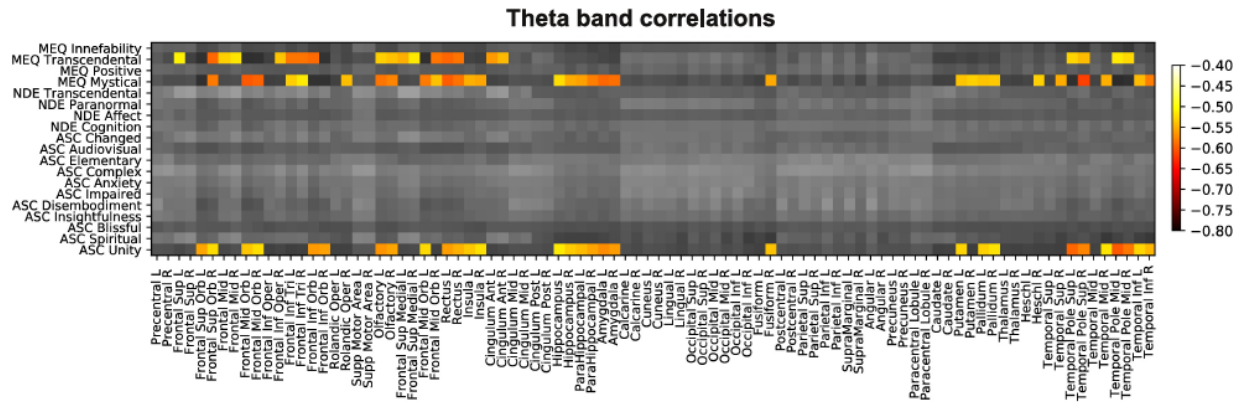 Theta band correlations
MEQ Innefability
MEQ Transcendental
MEQ Positive
MEQ Mystical
NDE Transcendental
NDE Paranormal
NDE Affect
NDE Cognition
ASC Changed
ASC Audiovisual
ASC Elementary
ASC Complex
ASC Anxiety
ASC Impaired
ASC Disembodiment
ASC Insightfulness
ASC Blissful
ASC Spiritual
ASC Unity
−0.40
−0.45
−0.50
−0.55
−0.60
−0.65
−0.70
−0.75
−0.80
Precentral L
Precentral R
Frontal Sup L
Frontal Sup R
Frontal Sup Orb L
Frontal Sup Orb R
Frontal Mid L
Frontal Mid R
Frontal Mid Orb L
Frontal Mid Orb R
Frontal Inf Oper L
Frontal Inf Oper R
Frontal Inf Tri L
Frontal Inf Tri R
Frontal Inf Orb L
Frontal Inf Orb R
Rolandic Oper L
Rolandic Oper R
Supp Motor Area L
Supp Motor Area R
Olfactory L
Olfactory R
Frontal Sup Medial L
Frontal Sup Medial R
Frontal Mid Orb L
Frontal Mid Orb R
Rectus L
Rectus R
Insula L
Insula R
Cingulum Ant L
Cingulum Ant R
Cingulum Mid L
Cingulum Mid R
Cingulum Post L
Cingulum Post R
Hippocampus L
Hippocampus R
ParaHippocampal L
ParaHippocampal R
Amygdala L
Amygdala R
Calcarine L
Calcarine R
Cuneus L
Cuneus R
Lingual L
Lingual R
Occipital Sup L
Occipital Sup R
Occipital Mid L
Occipital Mid R
Occipital Inf L
Occipital Inf R
Fusiform L
Fusiform R
Postcentral L
Postcentral R
Parietal Sup L
Parietal Sup R
Parietal Inf L
Parietal Inf R
SupraMarginal L
SupraMarginal R
Angular L
Angular R
Precuneus L
Precuneus R
Paracentral Lobule L
Paracentral Lobule R
Caudate L
Caudate R
Putamen L
Putamen R
Pallidum L
Pallidum R
Thalamus L
Thalamus R
Heschl L
Heschl R
Temporal Sup L
Temporal Sup R
Temporal Pole Sup L
Temporal Pole Sup R
Temporal Mid L
Temporal Mid R
Temporal Pole Mid L
Temporal Pole Mid R
Temporal Inf L
Temporal Inf R